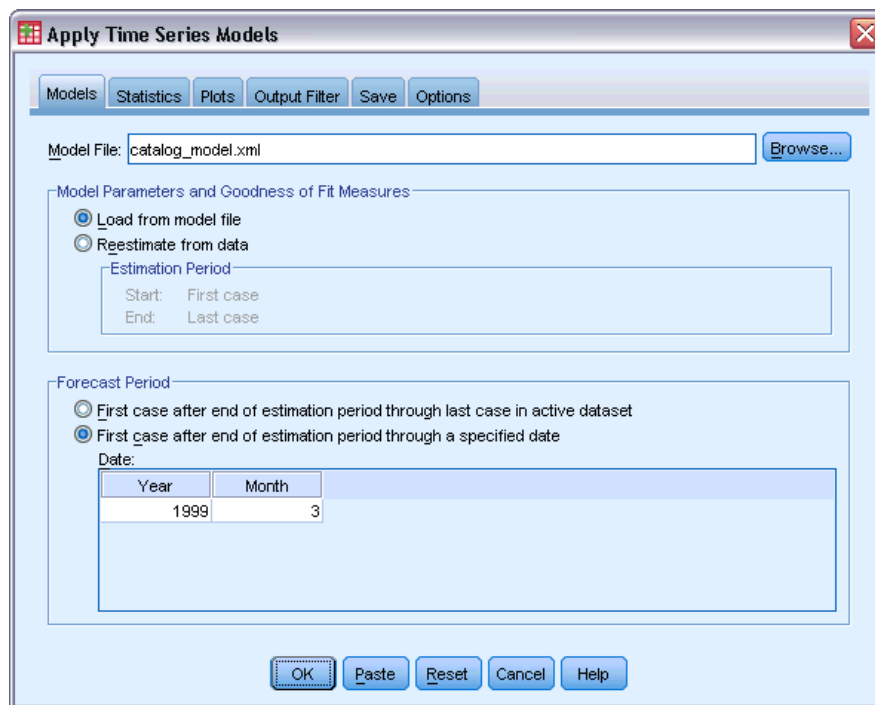 Apply Time Series Models
Models Statistics Plots Output Filter Save Options
Model File: catalog_model.xml Browse...
Model Parameters and Goodness of Fit Measures
Load from model file
Reestimate from data
Estimation Period
Start: First case
End: Last case
Forecast Period
First case after end of estimation period through last case in active dataset
First case after end of estimation period through a specified date
Date:
Year Month
1999 3
OK Paste Reset Cancel Help